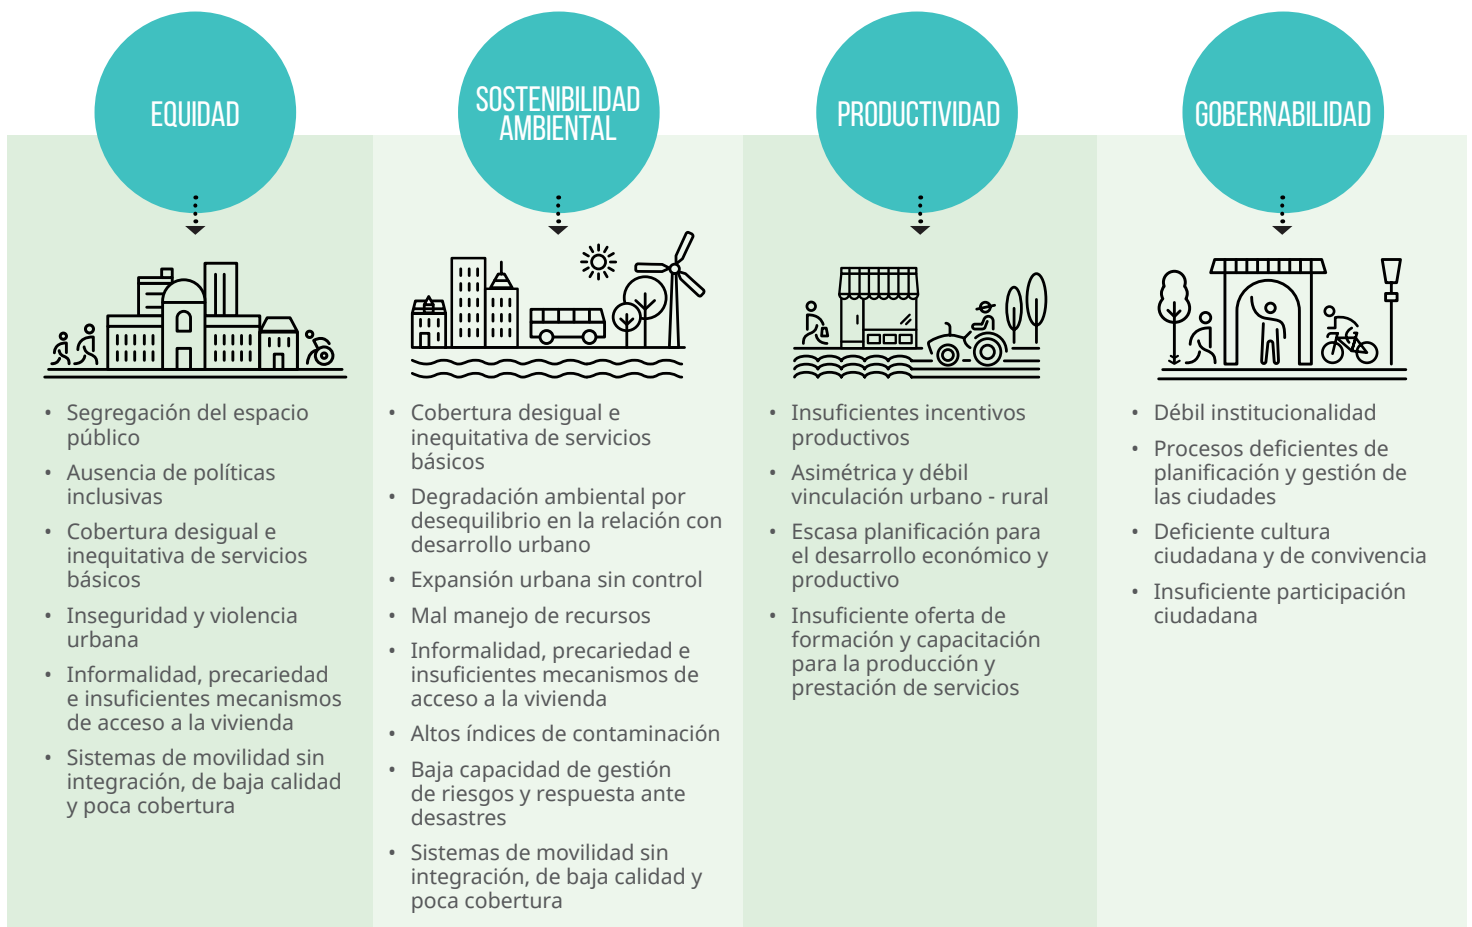 EQUIDAD
• Segregación del espacio
público
• Ausencia de políticas
inclusivas
• Cobertura desigual e
inequitativa de servicios
básicos
• Inseguridad y violencia
urbana
• Informalidad, precariedad
e insuficientes mecanismos
de acceso a la vivienda
• Sistemas de movilidad sin
integración, de baja calidad
y poca cobertura
SOSTENIBILIDAD
AMBIENTAL
• Cobertura desigual e
inequitativa de servicios
básicos
• Degradación ambiental por
desequilibrio en la relación con
desarrollo urbano
• Expansión urbana sin control
• Mal manejo de recursos
• Informalidad, precariedad e
insuficientes mecanismos de
acceso a la vivienda
• Altos índices de contaminación
• Baja capacidad de gestión
de riesgos y respuesta ante
desastres
• Sistemas de movilidad sin
integración, de baja calidad y
poca cobertura
PRODUCTIVIDAD
• Insuficientes incentivos
productivos
• Asimétrica y débil
vinculación urbano - rural
• Escasa planificación para
el desarrollo económico y
productivo
• Insuficiente oferta de
formación y capacitación
para la producción y
prestación de servicios
GOBERNABILIDAD
• Débil institucionalidad
• Procesos deficientes de
planificación y gestión de
las ciudades
• Deficiente cultura
ciudadana y de convivencia
• Insuficiente participación
ciudadana